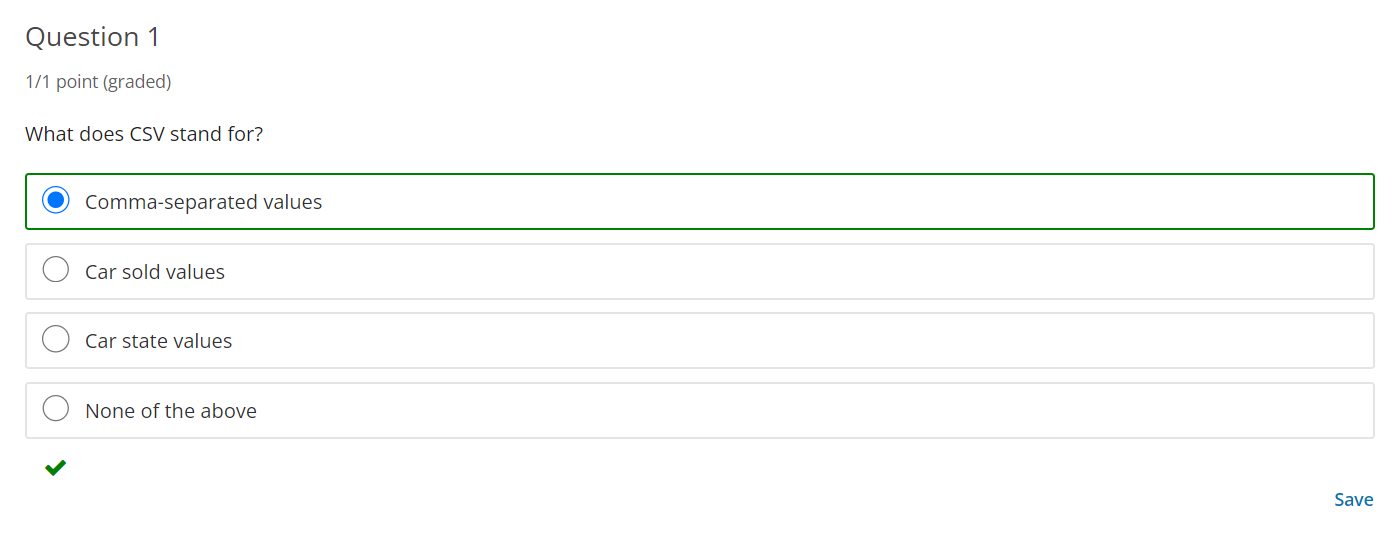 Question 1
1/1 point (graded)
What does CSV stand for?
Comma-separated values
Car sold values
Car state values
None of the above
Save